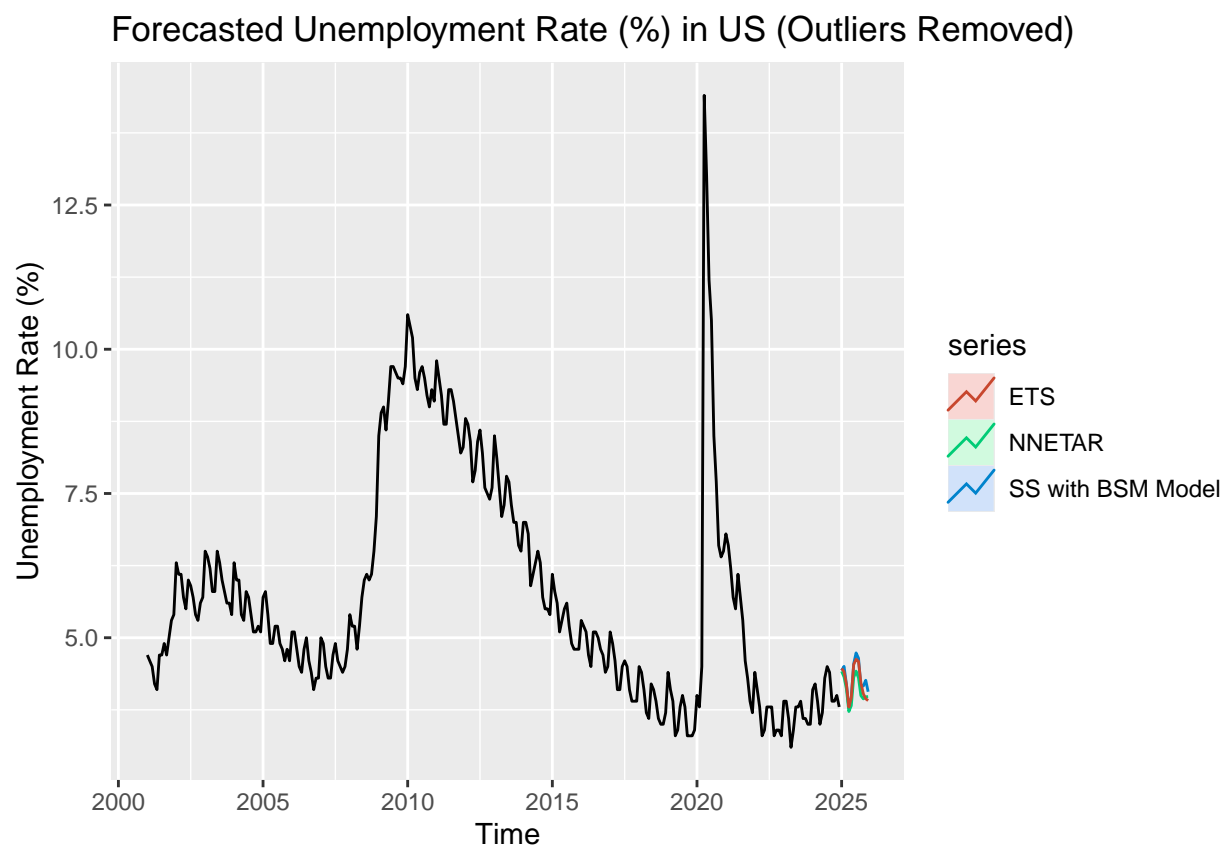 Forecasted Unemployment Rate (%) in US (Outliers Removed)
Unemployment Rate (%)
12.5
10.0
7.5
5.0
2000
2005
2010
2015
2020
2025
Time
series
ETS
NNETAR
SS with BSM Model